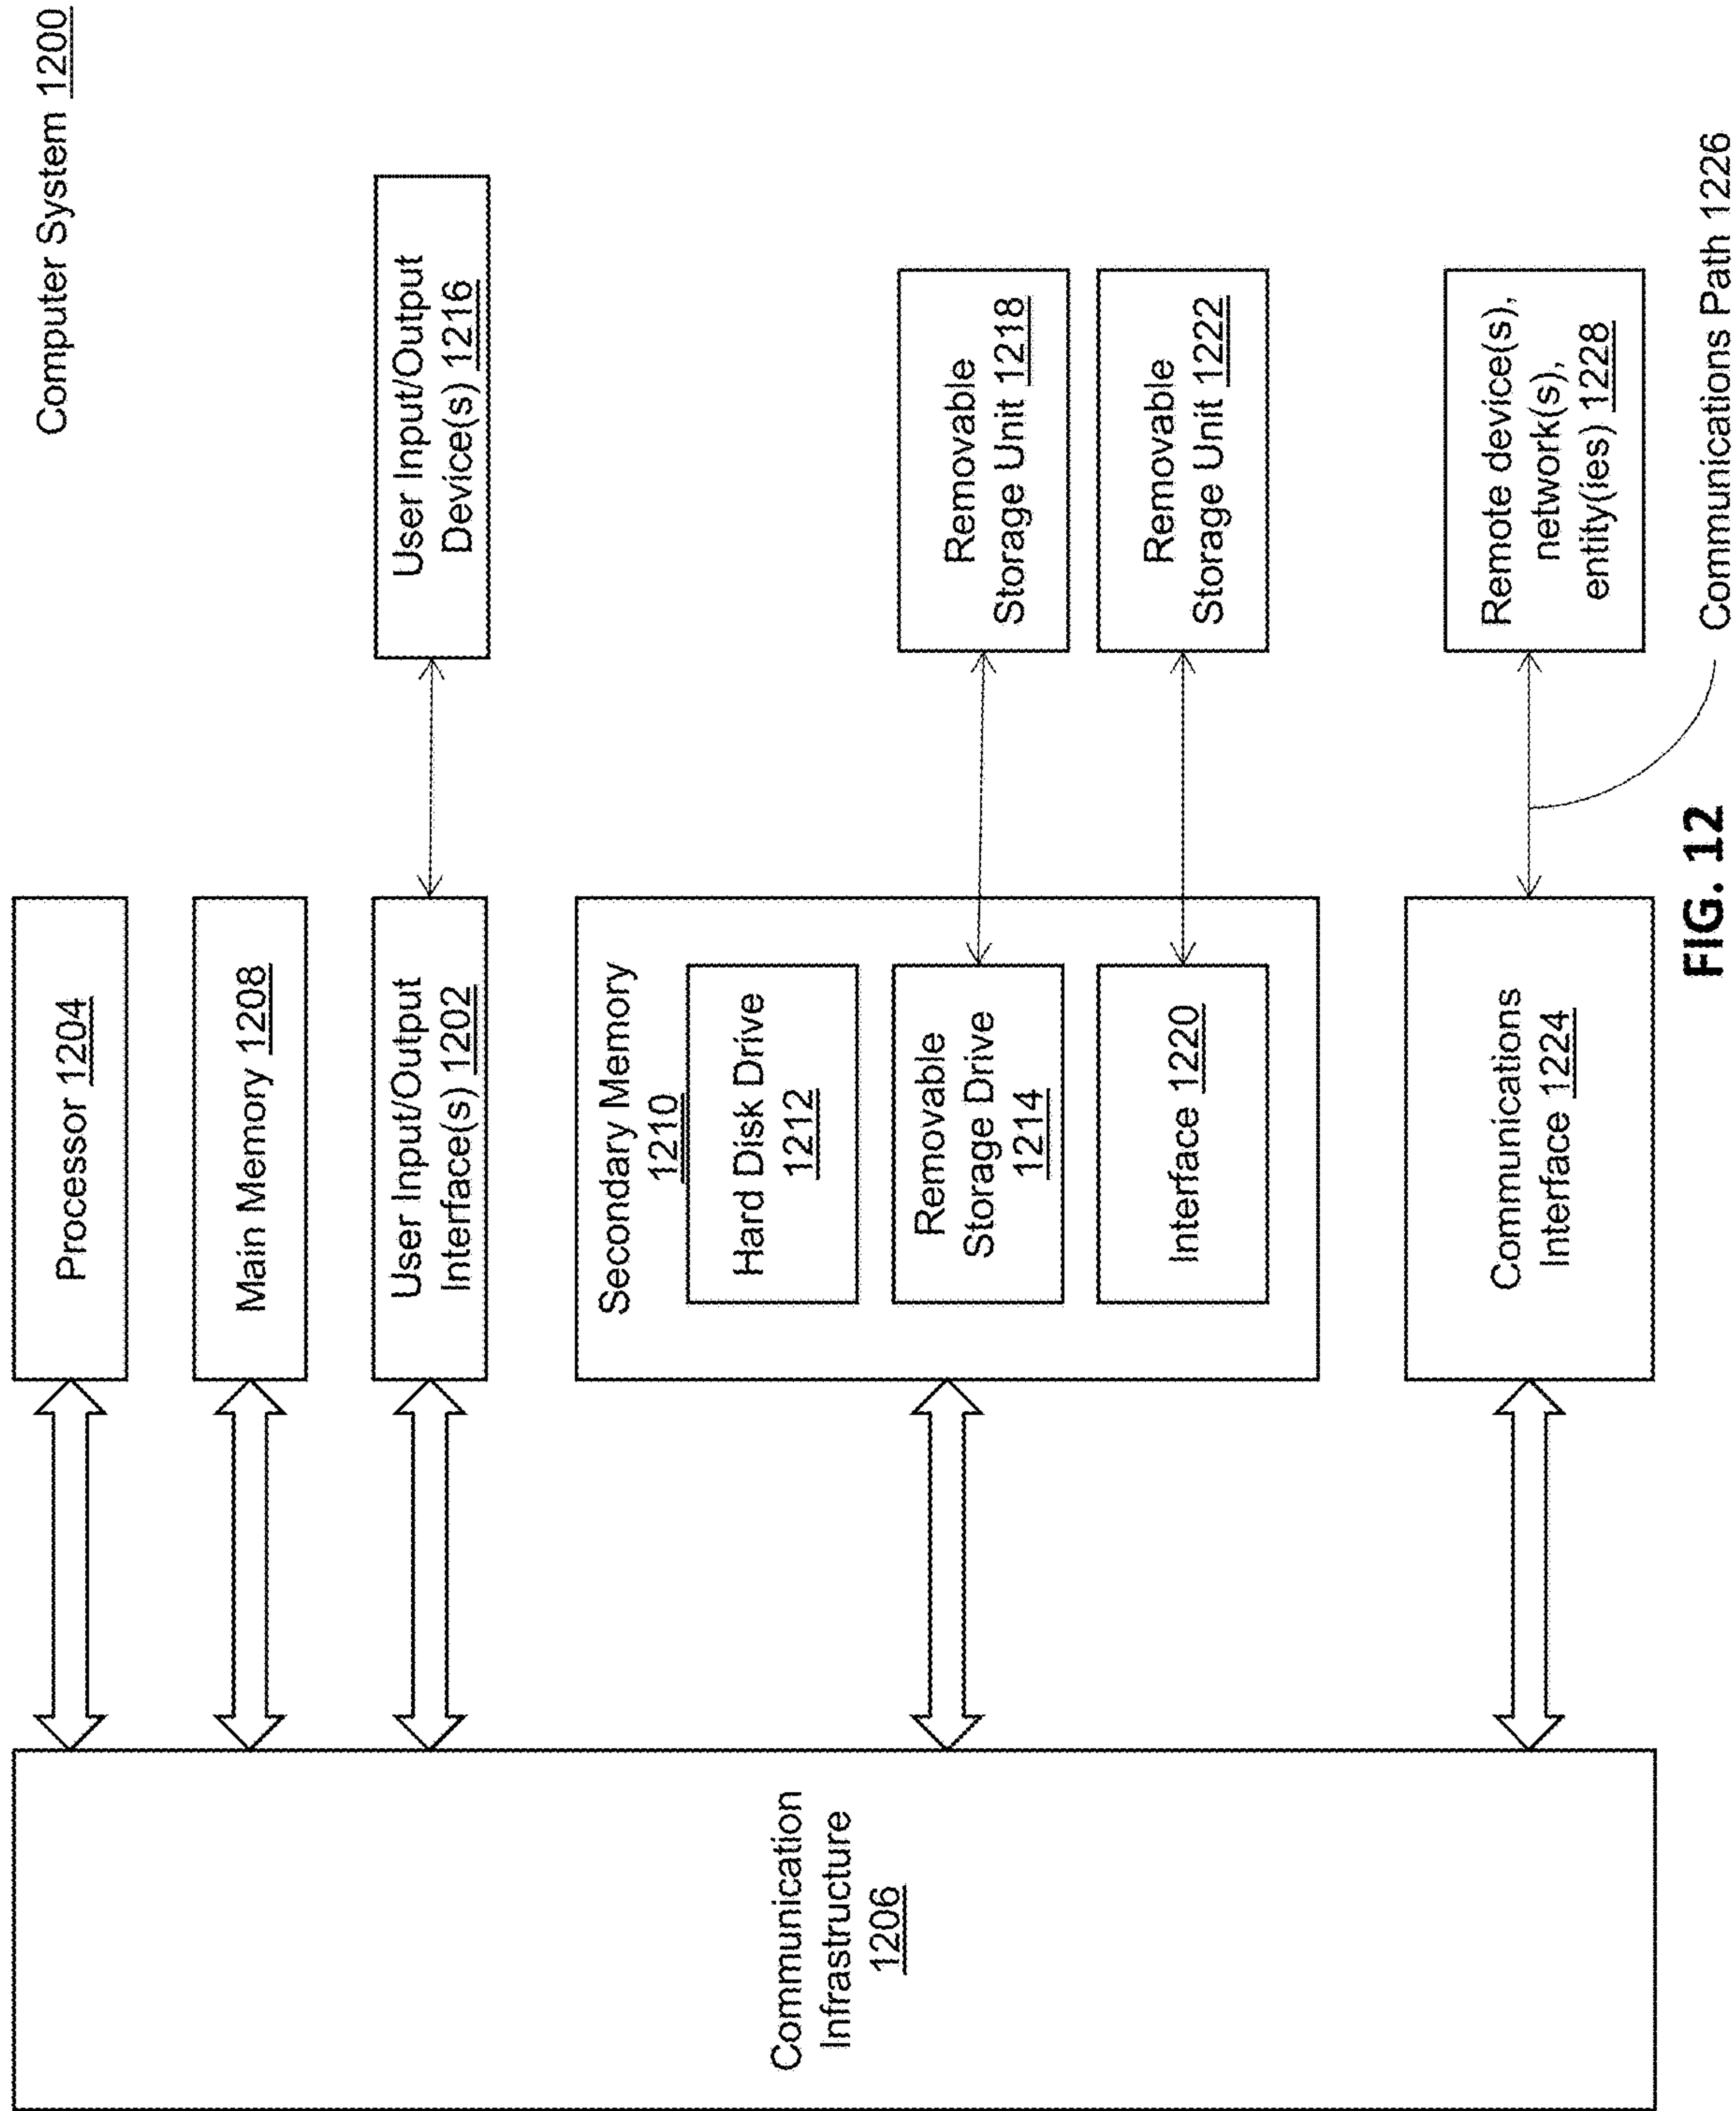 Computer System 1200
Processor 1204
Main Memory 1208
User Input/Output
Interface(s) 1202
User Input/Output
Device(s) 1216
Communication
Infrastructure
1206
Secondary Memory
1210
Hard Disk Drive
1212
Removable
Storage Drive
1214
Removable
Storage Unit 1218
Interface 1220
Removable
Storage Unit 1222
Communications
Interface 1224
Remote device(s),
network(s),
entity(ies) 1228
Communications Path 1226
FIG. 12